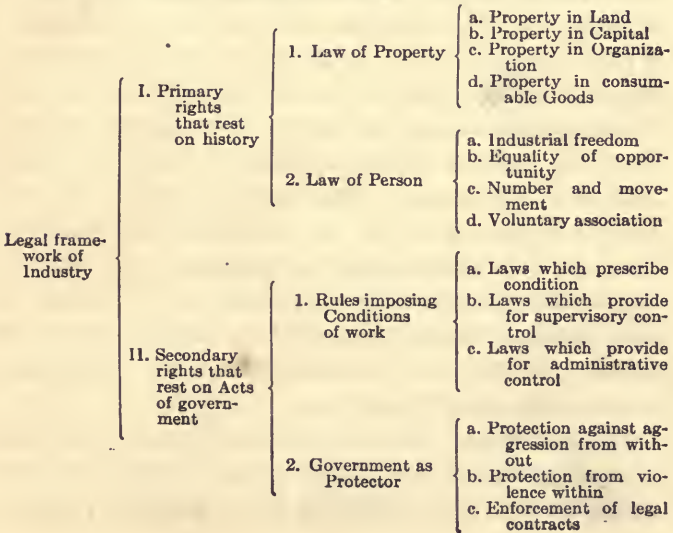 Legal frame-
work of
Industry
I. Primary
rights
that rest
on history
1. Law of Property
a. Property in Land
b. Property in Capital
c. Property in Organiza-
tion
d. Property in consum-
able Goods
2. Law of Person
a. Industrial freedom
b. Equality of oppor-
tunity
c. Number and move-
ment
d. Voluntary association
II. Secondary
rights that
rest on Acts
of govern-
ment
1. Rules imposing
Conditions
of work
a. Laws which prescribe
condition
b. Laws which provide
for supervisory con-
trol
c. Laws which provide
for administrative
control
2. Government as
Protector
a. Protection against ag-
gression from with-
out
b. Protection from vio-
lence within
c. Enforcement of legal
contracts